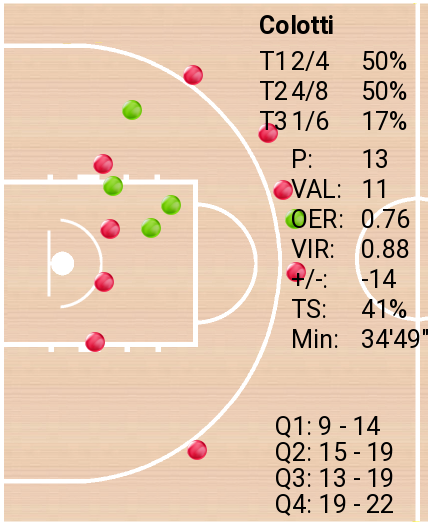 Colotti
T1 2/4 50%
T2 4/8 50%
T3 1/6 17%
P: 13
VAL: 11
OER: 0.76
VIR: 0.88
+/-: -14
TS: 41%
Min: 34'49"
Q1: 9 - 14
Q2: 15 - 19
Q3: 13 - 19
Q4: 19 - 22